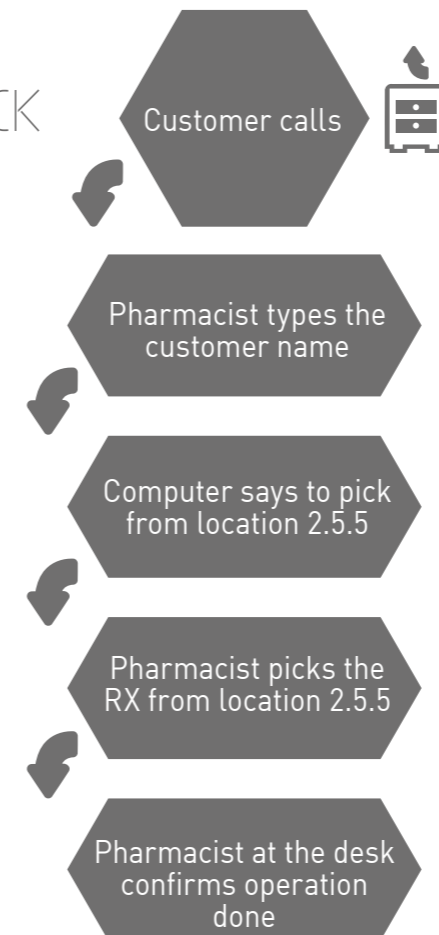 CK
Customer calls
Pharmacist types the
customer name
Computer says to pick
from location 2.5.5
Pharmacist picks the
RX from location 2.5.5
Pharmacist at the desk
confirms operation
done